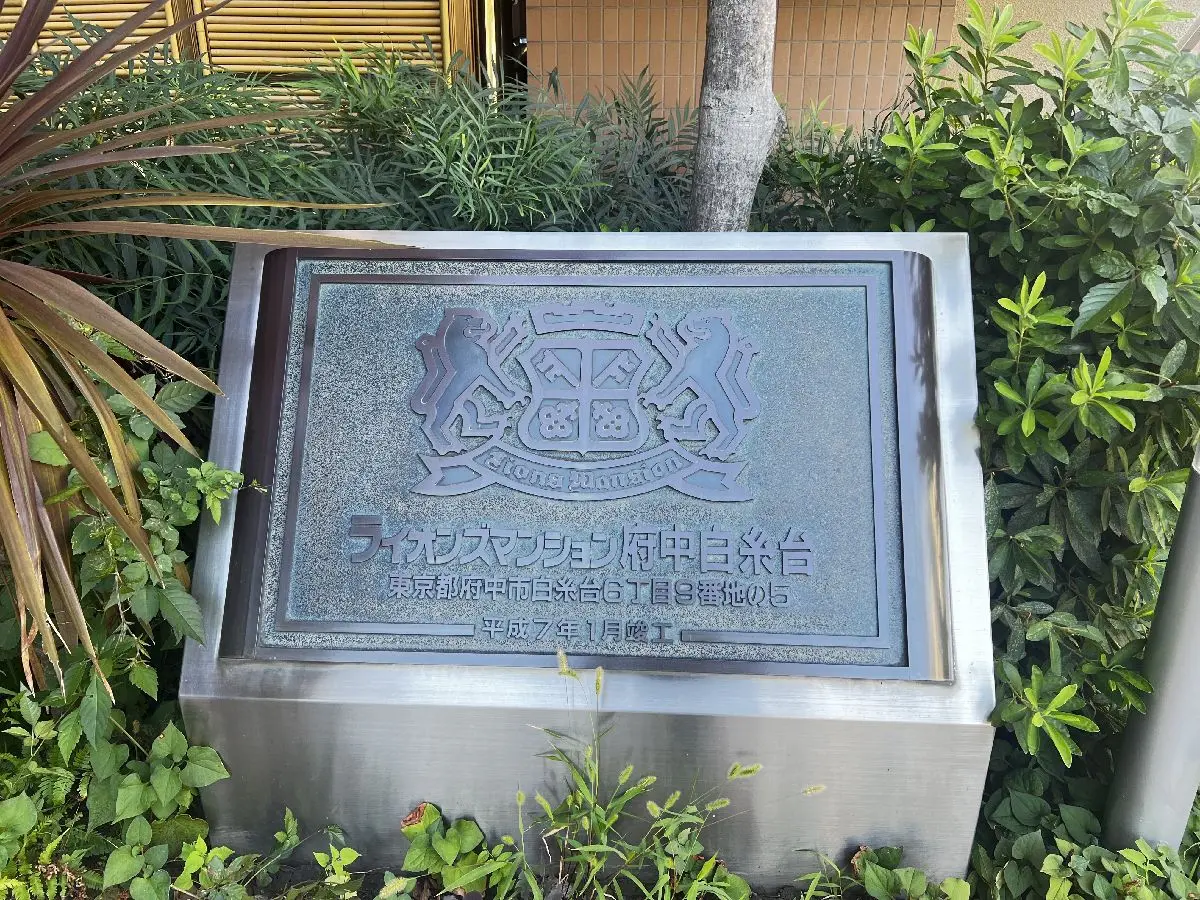 Lions Mansion
ライオンズマンション府中白糸台
東京都府中市白糸台6丁目9番地の5
平成7年1月竣工